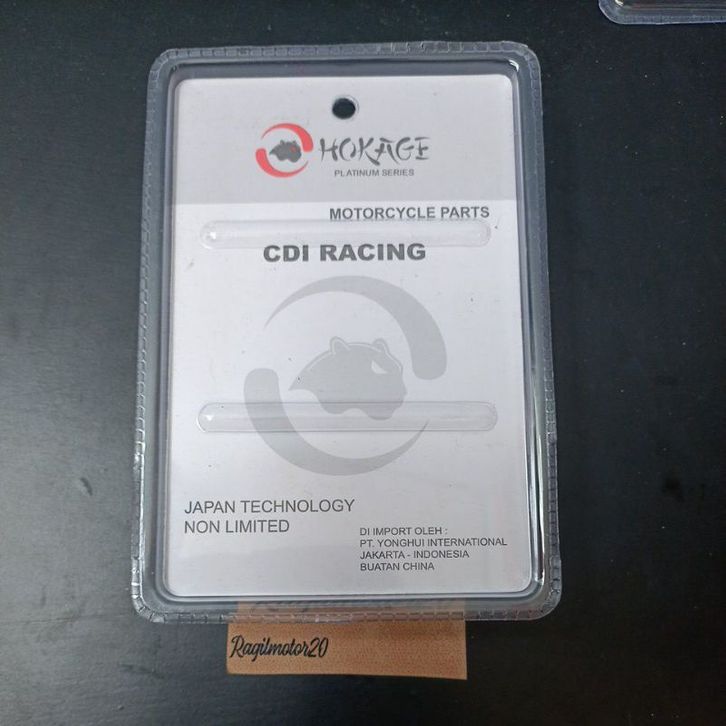 HOKAGE
PLATINUM SERIES
MOTORCYCLE PARTS
CDI RACING
JAPAN TECHNOLOGY
NON LIMITED
DI IMPORT OLEH :
PT. YONGHUI INTERNATIONAL
JAKARTA - INDONESIA
BUATAN CHINA
Ragilmotor20